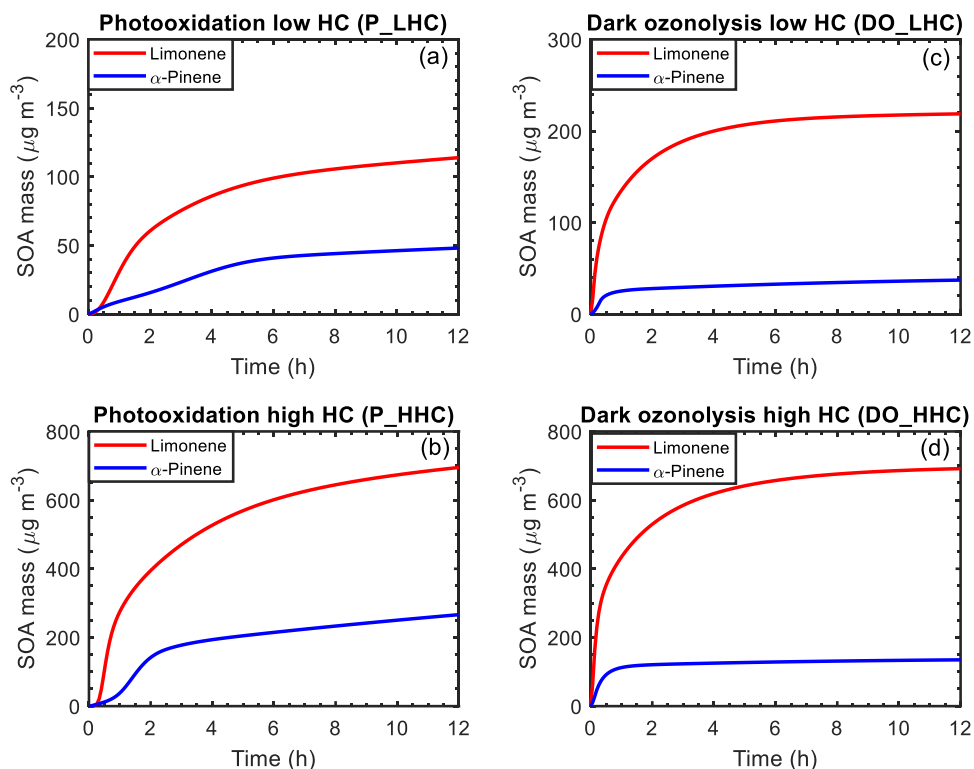 Photooxidation low HC (P_LHC)
200
150
100
50
0
SOA mass (μg m-3)
Limonene
α-Pinene
(a)
0 2 4 6 8 10 12
Time (h)
Dark ozonolysis low HC (DO_LHC)
300
200
100
0
SOA mass (μg m-3)
Limonene
α-Pinene
(c)
0 2 4 6 8 10 12
Time (h)
Photooxidation high HC (P_HHC)
800
600
400
200
0
SOA mass (μg m-3)
Limonene
α-Pinene
(b)
0 2 4 6 8 10 12
Time (h)
Dark ozonolysis high HC (DO_HHC)
800
600
400
200
0
SOA mass (μg m-3)
Limonene
α-Pinene
(d)
0 2 4 6 8 10 12
Time (h)